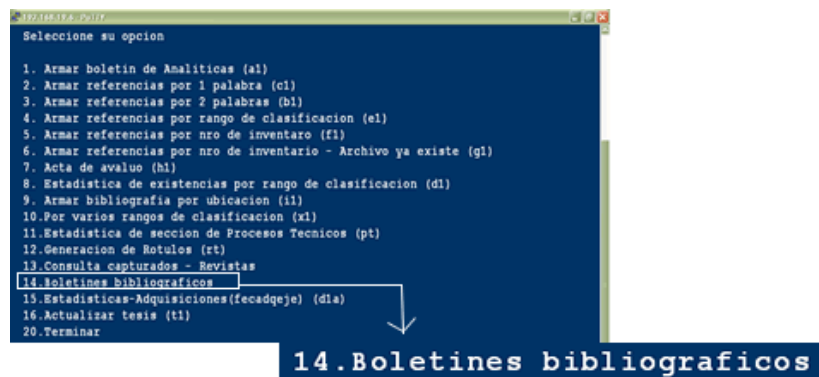 192.168.19.6 - PuTTY
Seleccione su opcion
1. Armar boletin de Analiticas (a1)
2. Armar referencias por 1 palabra (c1)
3. Armar referencias por 2 palabras (b1)
4. Armar referencias por rango de clasificacion (e1)
5. Armar referencias por nro de inventaro (f1)
6. Armar referencias por nro de inventario - Archivo ya existe (g1)
7. Acta de avaluo (h1)
8. Estadistica de existencias por rango de clasificacion (d1)
9. Armar bibliografia por ubicacion (i1)
10.Por varios rangos de clasificacion (x1)
11.Estadistica de seccion de Procesos Tecnicos (pt)
12.Generacion de Rotulos (rt)
13.Consulta capturados - Revistas
14.Boletines bibliograficos
15.Estadisticas-Adquisiciones(fecadqeje) (d1a)
16.Actualizar tesis (t1)
20.Terminar
14.Boletines bibliograficos